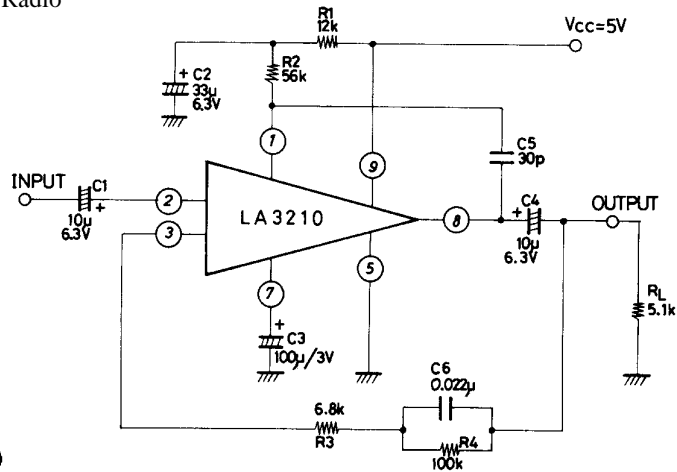 Radio
R1
12k
Vcc=5V
R2
56k
+ C2
33μ
6.3V
1
9
C5
30p
INPUT
C1
+
10μ
6.3V
2
3
LA3210
8
+ C4
10μ
6.3V
OUTPUT
7
5
RL
5.1k
+
C3
100μ/3V
C6
0.022μ
6.8k
R3
R4
100k
)